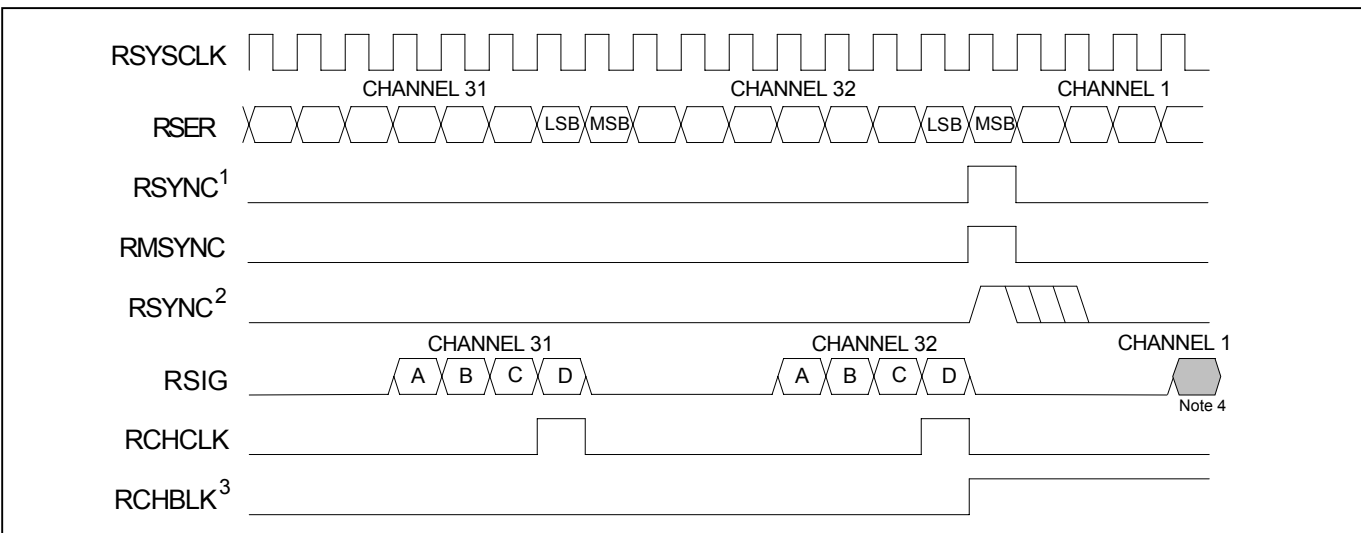 RSYSCLK
CHANNEL 31 CHANNEL 32 CHANNEL 1
RSER LSB MSB LSB MSB
RSYNC1
RMSYNC
RSYNC2
CHANNEL 31 CHANNEL 32 CHANNEL 1
RSIG A B C D A B C D
Note 4
RCHCLK
RCHBLK3